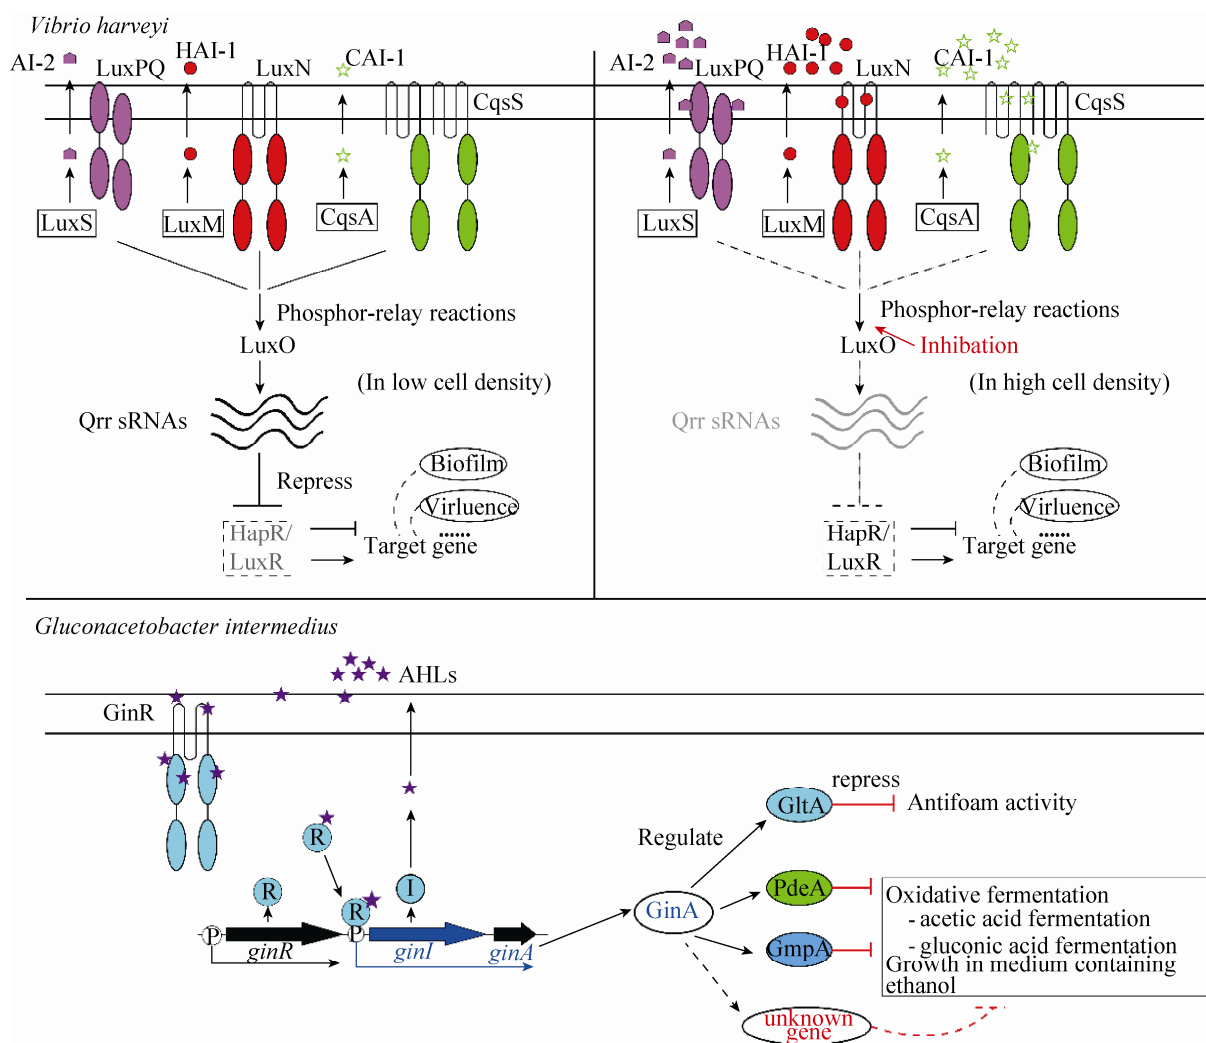 Vibrio harveyi
AI-2
HAI-1
CAI-1
LuxPQ
LuxN
CqsS
LuxS
LuxM
CqsA
Phosphor-relay reactions
LuxO
(In low cell density)
Qrr sRNAs
Repress
Biofilm
Virluence
......
HapR/
LuxR
Target gene
AI-2
HAI-1
CAI-1
LuxPQ
LuxN
CqsS
LuxS
LuxM
CqsA
Phosphor-relay reactions
LuxO
Inhibation
(In high cell density)
Qrr sRNAs
Biofilm
Virluence
......
HapR/
LuxR
Target gene
Gluconacetobacter intermedius
AHLs
GinR
R
R
I
R
P
P
ginR
ginI
ginA
Regulate
GinA
GltA
repress
Antifoam activity
PdeA
GmpA
Oxidative fermentation
- acetic acid fermentation
- gluconic acid fermentation
Growth in medium containing
ethanol
unknown
gene